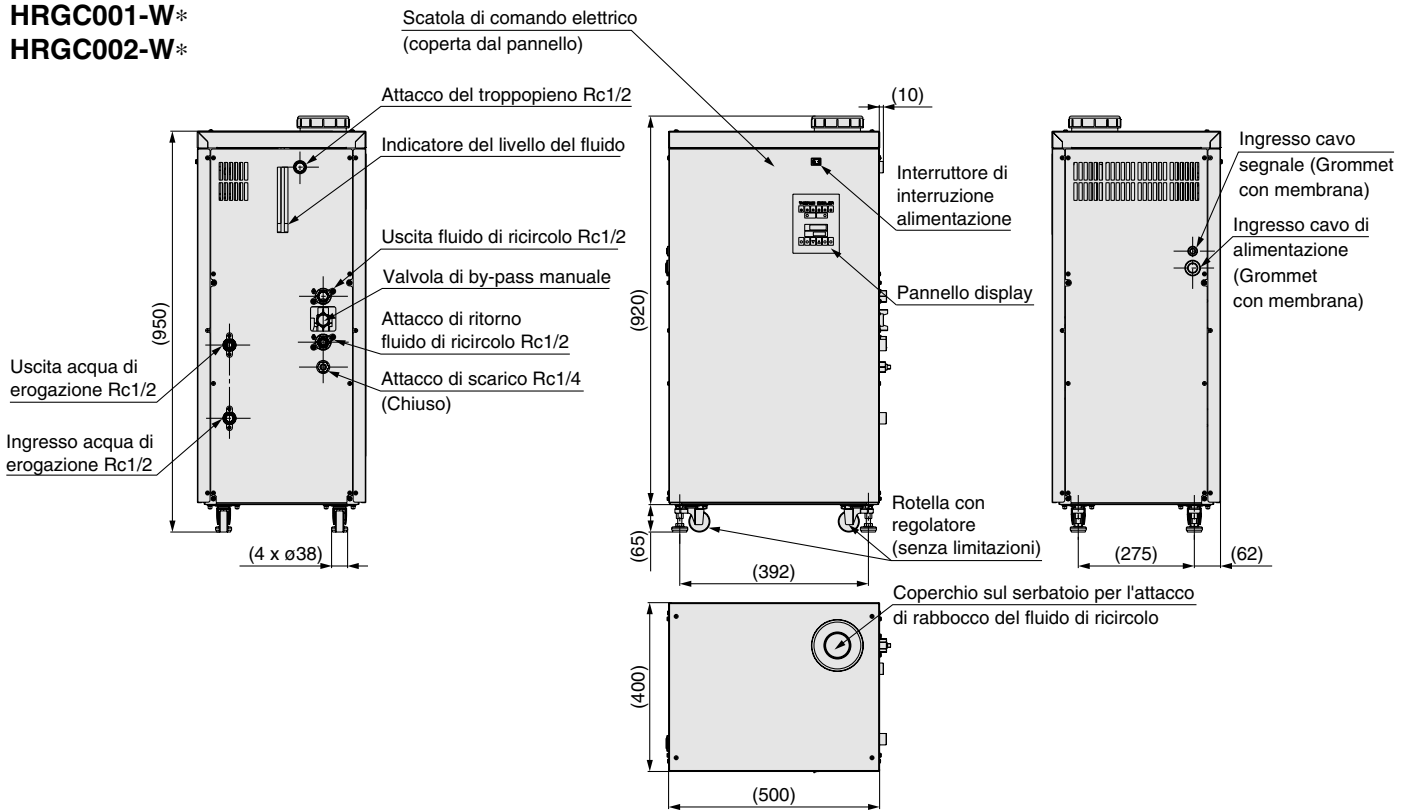 HRGC001-W*
HRGC002-W*
Scatola di comando elettrico
(coperta dal pannello)
Attacco del troppopieno Rc1/2
Indicatore del livello del fluido
Uscita fluido di ricircolo Rc1/2
Valvola di by-pass manuale
Attacco di ritorno
fluido di ricircolo Rc1/2
Attacco di scarico Rc1/4
(Chiuso)
Uscita acqua di
erogazione Rc1/2
Ingresso acqua di
erogazione Rc1/2
(950)
(4 x ø38)
(10)
(920)
(65)
(392)
Interruttore di
interruzione
alimentazione
Pannello display
Rotella con
regolatore
(senza limitazioni)
Ingresso cavo
segnale (Grommet
con membrana)
Ingresso cavo di
alimentazione
(Grommet
con membrana)
(275)
(62)
Coperchio sul serbatoio per l'attacco
di rabbocco del fluido di ricircolo
(400)
(500)